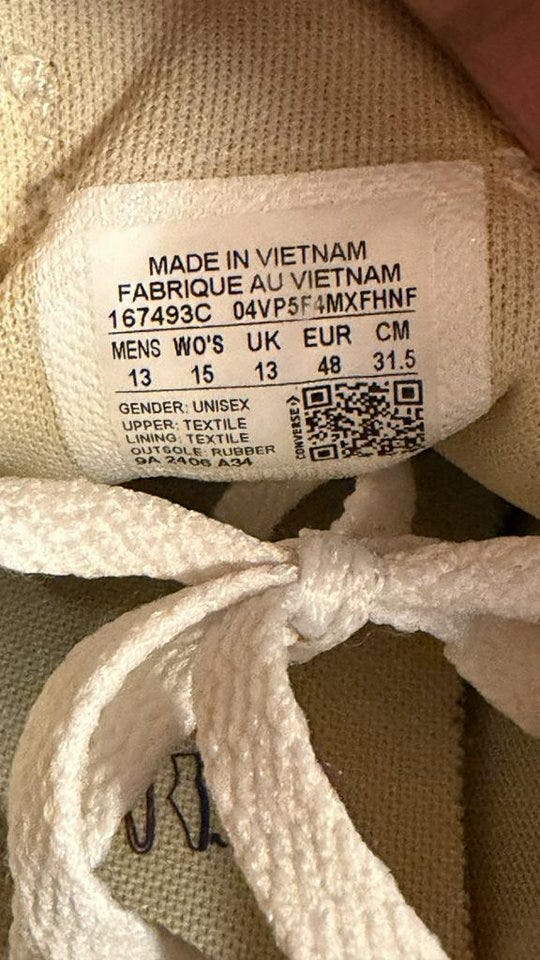 MADE IN VIETNAM
FABRIQUE AU VIETNAM
167493C 04VP5F4MXFHNF
MENS WO'S UK EUR CM
13 15 13 48 31.5
GENDER: UNISEX
UPPER: TEXTILE
LINING: TEXTILE
OUTSOLE: RUBBER
9A 2406 A34
CONVERSE